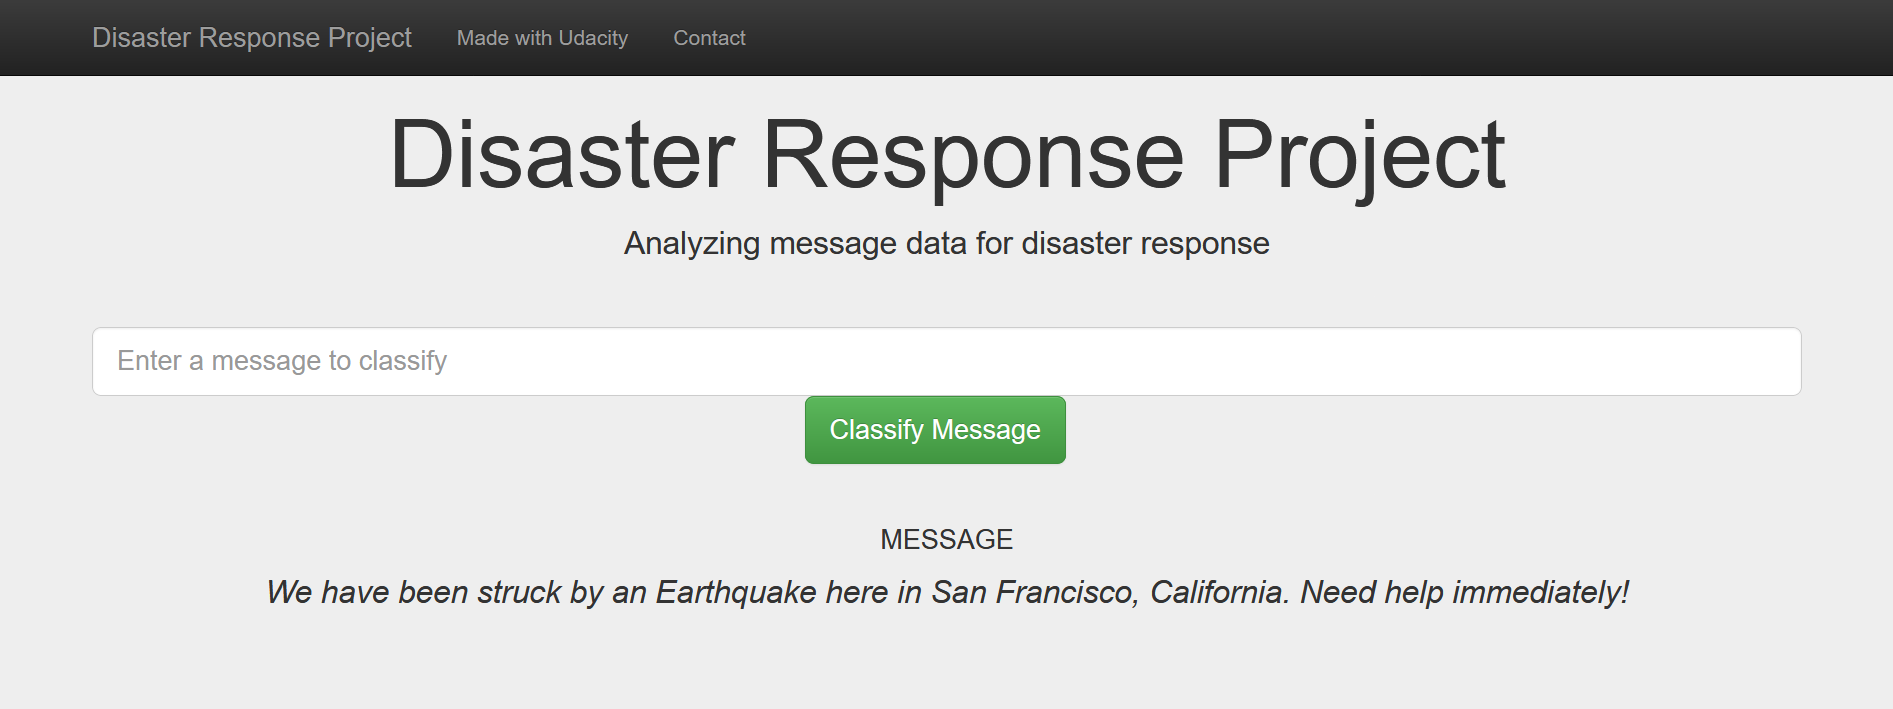 Disaster Response Project Made with Udacity Contact
Disaster Response Project
Analyzing message data for disaster response
Enter a message to classify
Classify Message
MESSAGE
We have been struck by an Earthquake here in San Francisco, California. Need help immediately!